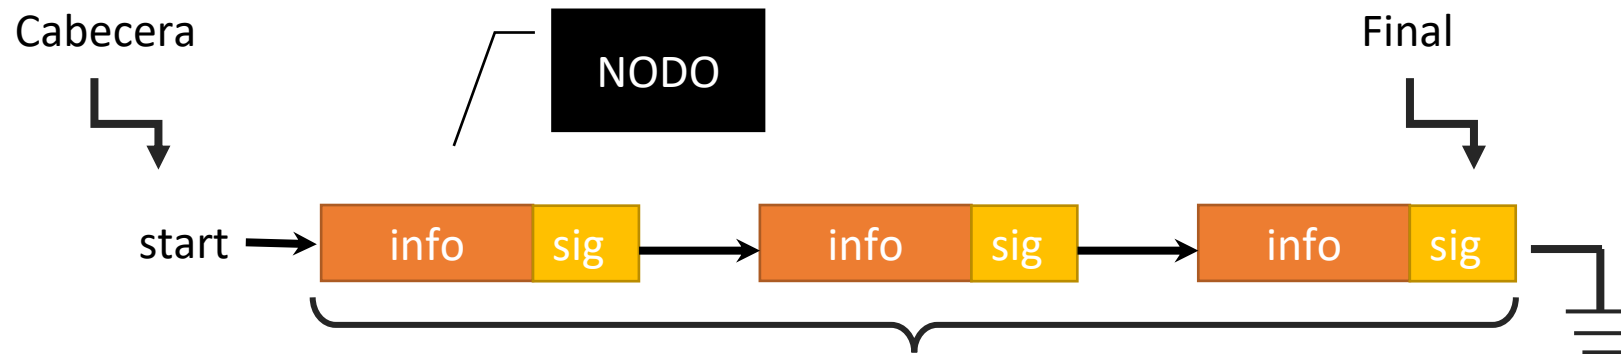 Cabecera
NODO
Final
start
info
sig
info
sig
info
sig